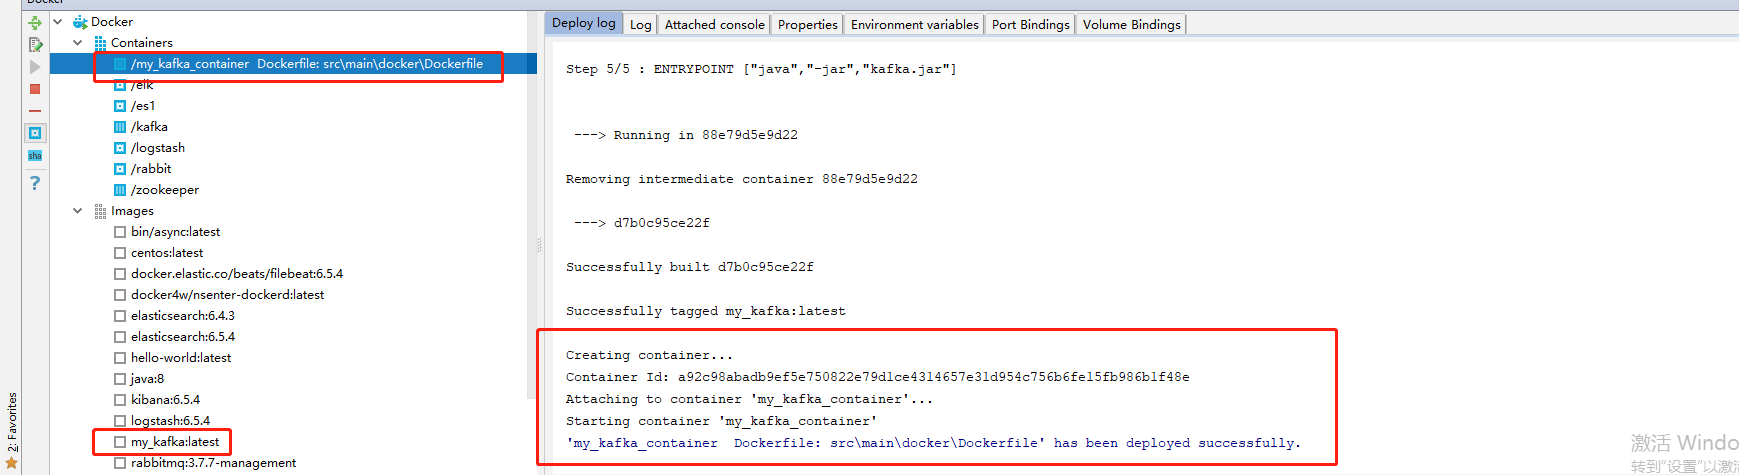 Docker
Docker
Containers
/my_kafka_container Dockerfile: src\main\docker\Dockerfile
/elk
/es1
/kafka
/logstash
/rabbit
/zookeeper
Images
bin/async:latest
centos:latest
docker.elastic.co/beats/filebeat:6.5.4
docker4w/nsenter-dockerd:latest
elasticsearch:6.4.3
elasticsearch:6.5.4
hello-world:latest
java:8
kibana:6.5.4
logstash:6.5.4
my_kafka:latest
rabbitmq:3.7.7-management
sha
?
2: Favorites
Deploy log Log Attached console Properties Environment variables Port Bindings Volume Bindings
Step 5/5 : ENTRYPOINT ["java","-jar","kafka.jar"]
---> Running in 88e79d5e9d22
Removing intermediate container 88e79d5e9d22
---> d7b0c95ce22f
Successfully built d7b0c95ce22f
Successfully tagged my_kafka:latest
Creating container...
Container Id: a92c98abadb9ef5e750822e79d1ce4314657e31d954c756b6fe15fb986b1f48e
Attaching to container 'my_kafka_container'...
Starting container 'my_kafka_container'
'my_kafka_container Dockerfile: src\main\docker\Dockerfile' has been deployed successfully.
激活 Windo
转到"设置"以激